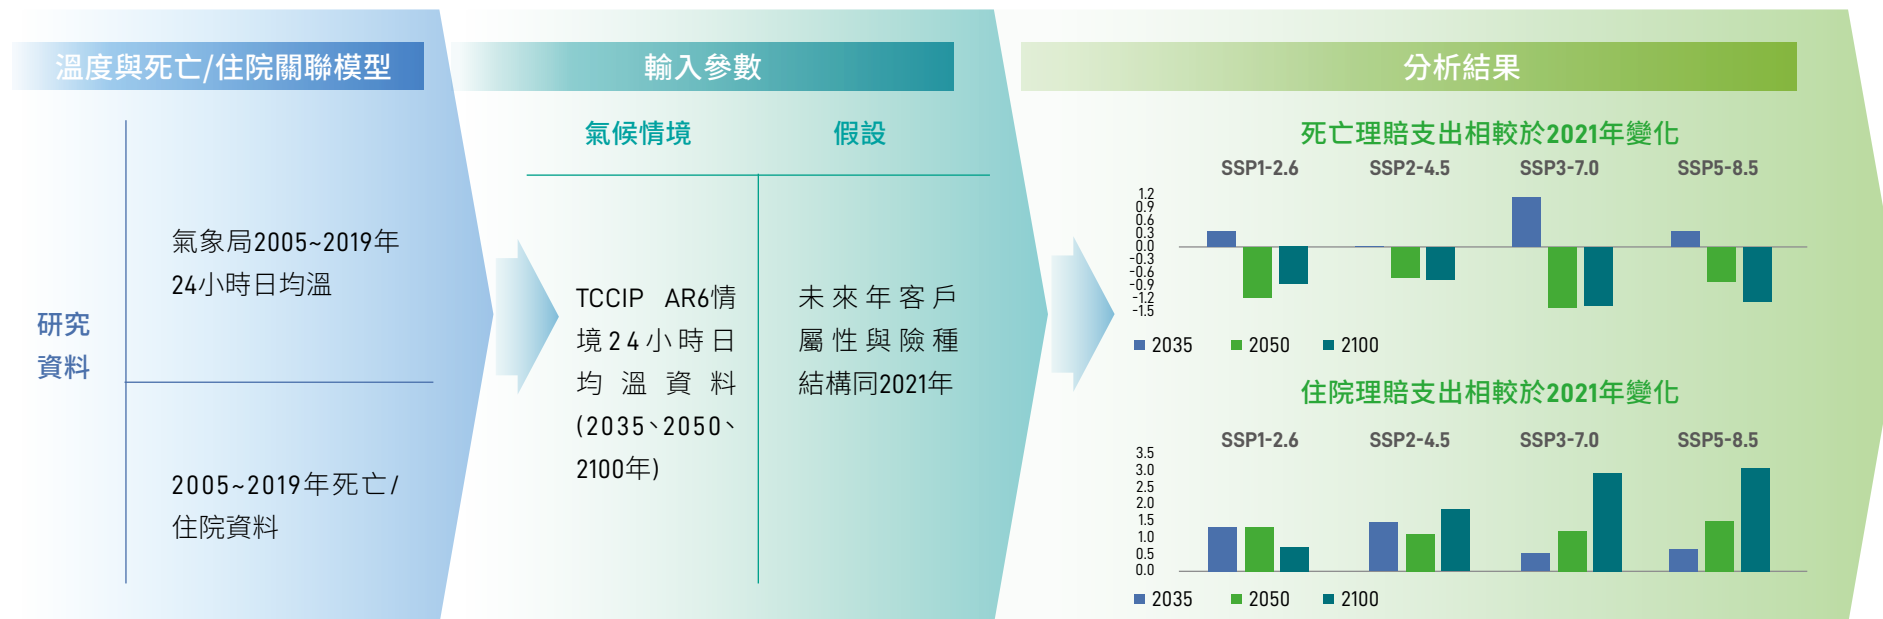 溫度與死亡/住院關聯模型
研究
資料
氣象局2005~2019年
24小時日均溫
2005~2019年死亡/
住院資料
輸入參數
氣候情境
假設
TCCIP AR6情
境24小時日
均溫資料
(2035、2050、
2100年)
未來年客戶
屬性與險種
結構同2021年
分析結果
死亡理賠支出相較於2021年變化
SSP1-2.6 SSP2-4.5 SSP3-7.0 SSP5-8.5
1.2
0.9
0.6
0.3
0.0
-0.3
-0.6
-0.9
-1.2
-1.5
2035 2050 2100
住院理賠支出相較於2021年變化
SSP1-2.6 SSP2-4.5 SSP3-7.0 SSP5-8.5
3.5
3.0
2.5
2.0
1.5
1.0
0.5
0.0
2035 2050 2100